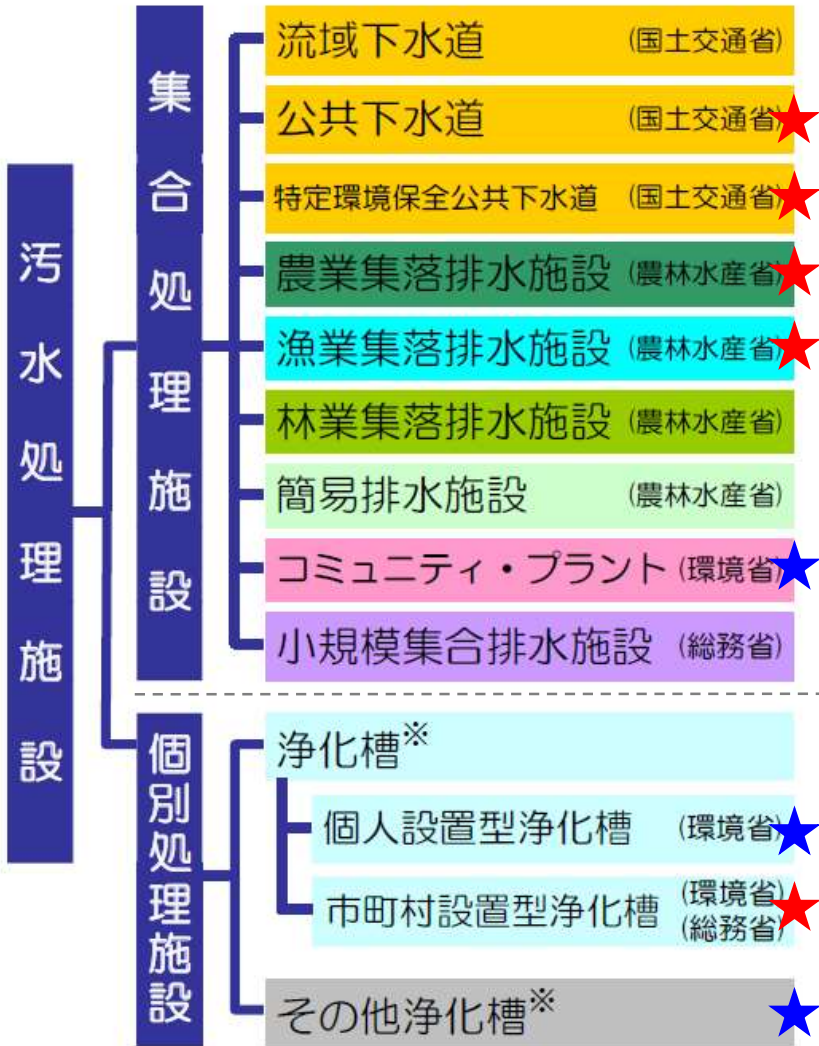 汚水処理施設
集合処理施設
流域下水道 (国土交通省)
公共下水道 (国土交通省)
特定環境保全公共下水道 (国土交通省)
農業集落排水施設 (農林水産省)
漁業集落排水施設 (農林水産省)
林業集落排水施設 (農林水産省)
簡易排水施設 (農林水産省)
コミュニティ・プラント (環境省)
小規模集合排水施設 (総務省)
個別処理施設
浄化槽※
個人設置型浄化槽 (環境省)
市町村設置型浄化槽 (環境省)
(総務省)
その他浄化槽※